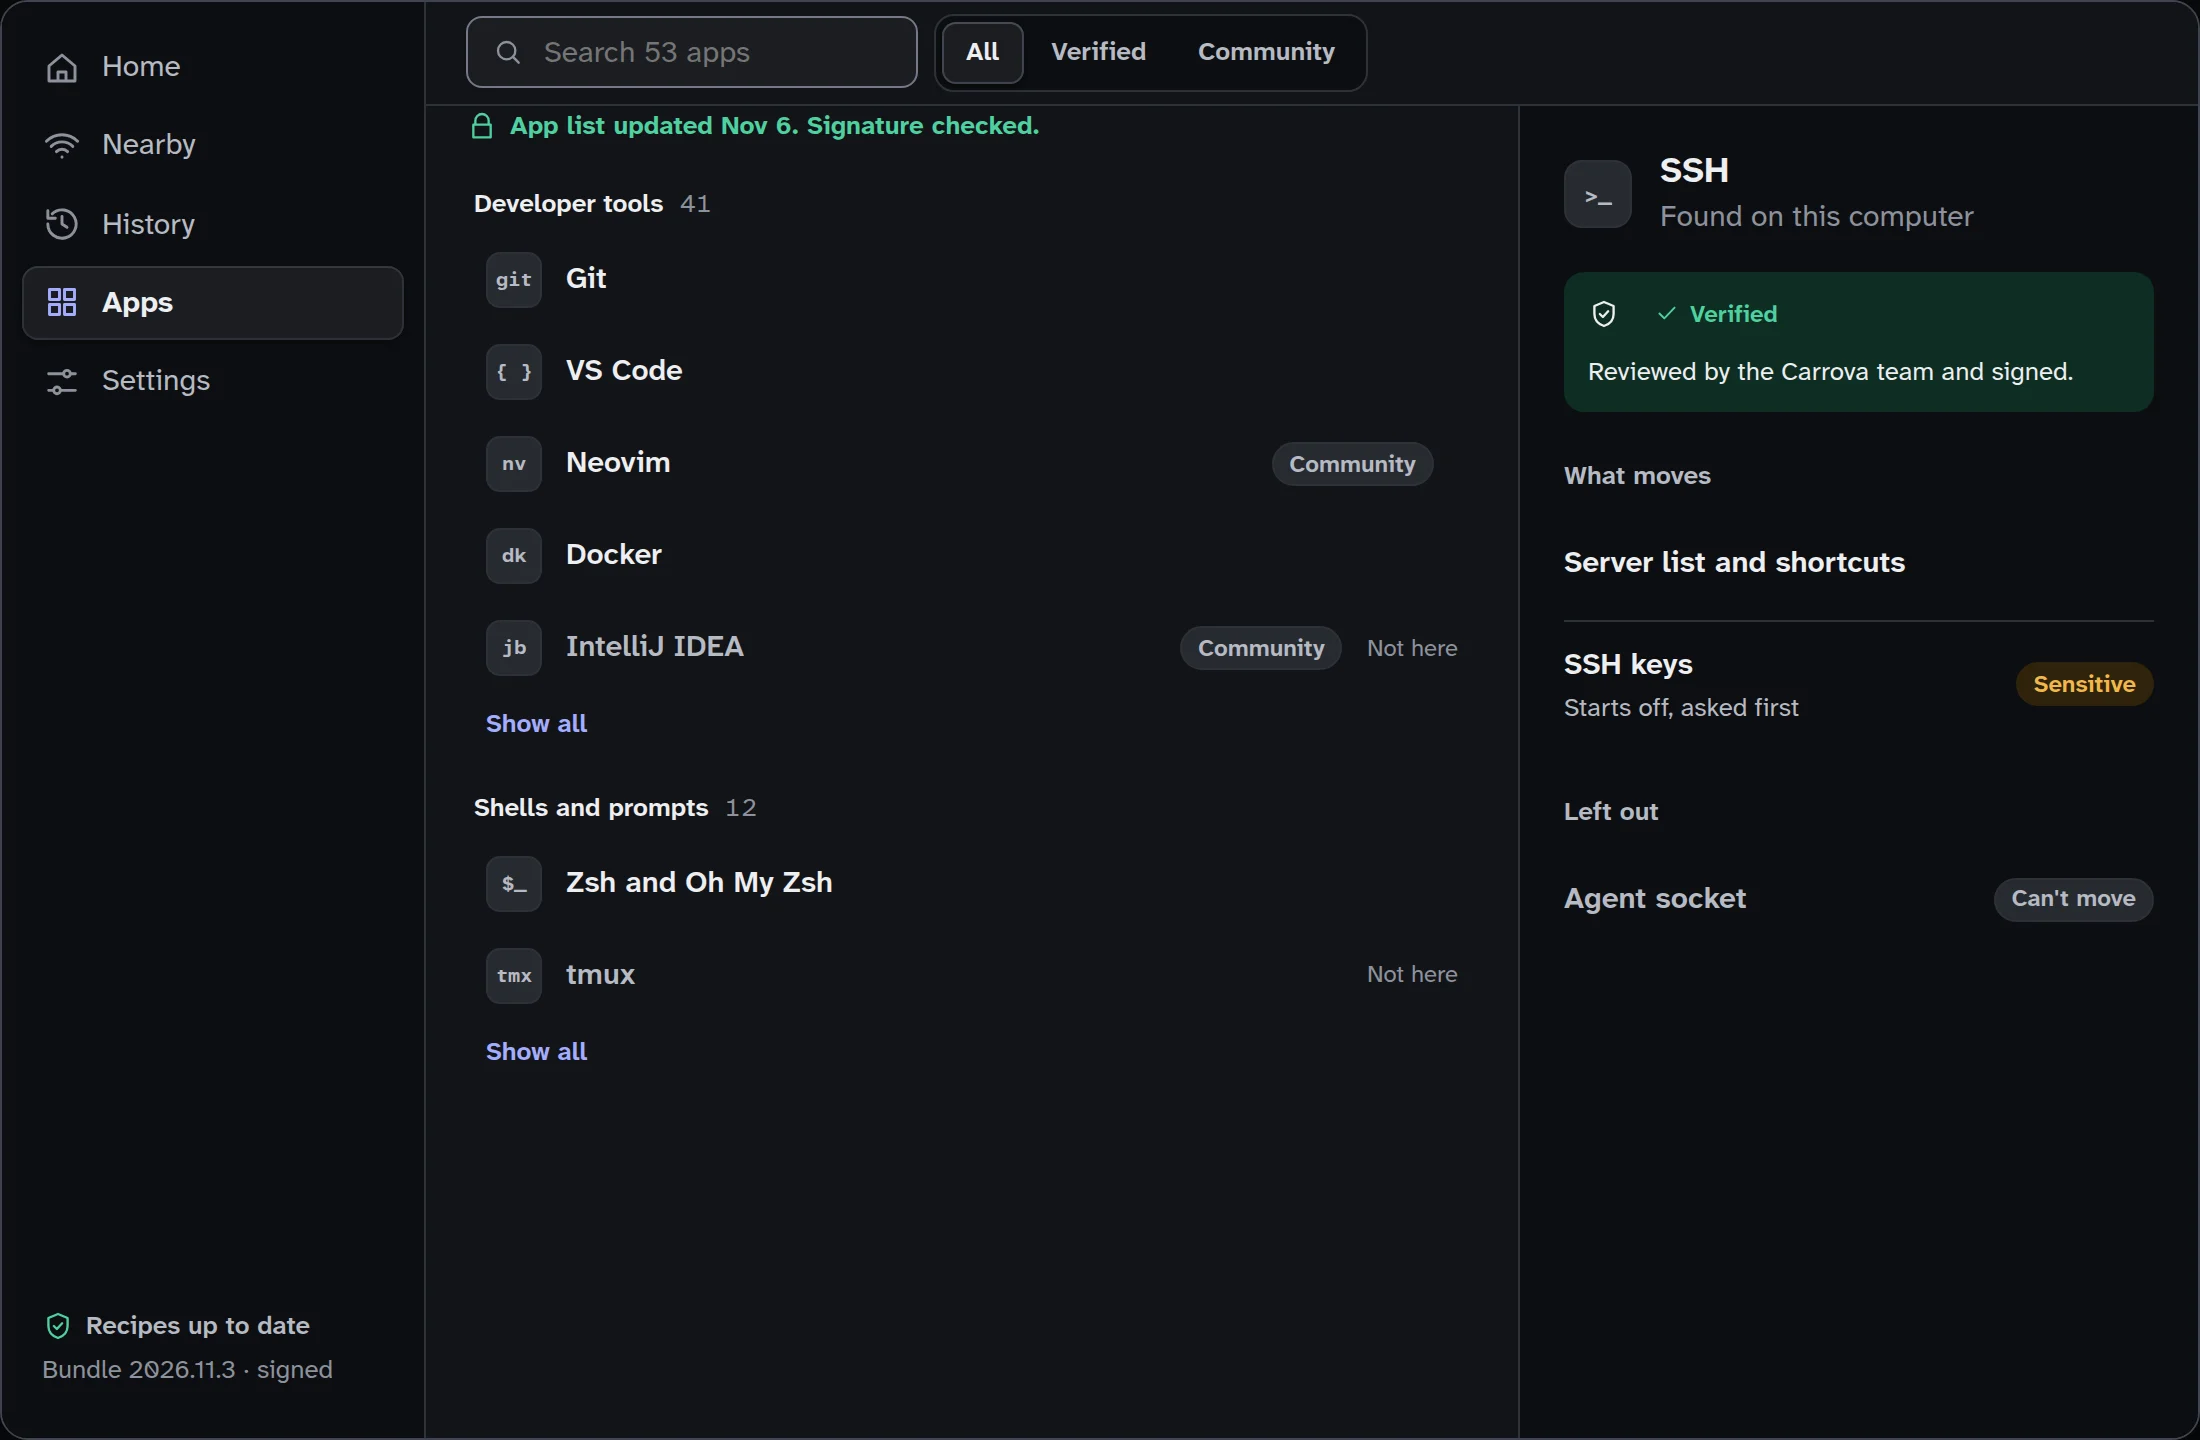 Home
Nearby
History
Apps
Settings
Recipes up to date
Bundle 2026.11.3 · signed
Search 53 apps
All
Verified
Community
App list updated Nov 6. Signature checked.
Developer tools 41
git Git
{ } VS Code
nv Neovim Community
dk Docker
jb IntelliJ IDEA Community Not here
Show all
Shells and prompts 12
$_ Zsh and Oh My Zsh
tmx tmux Not here
Show all
>_ SSH
Found on this computer
Verified
Reviewed by the Carrova team and signed.
What moves
Server list and shortcuts
SSH keys
Starts off, asked first
Sensitive
Left out
Agent socket Can't move